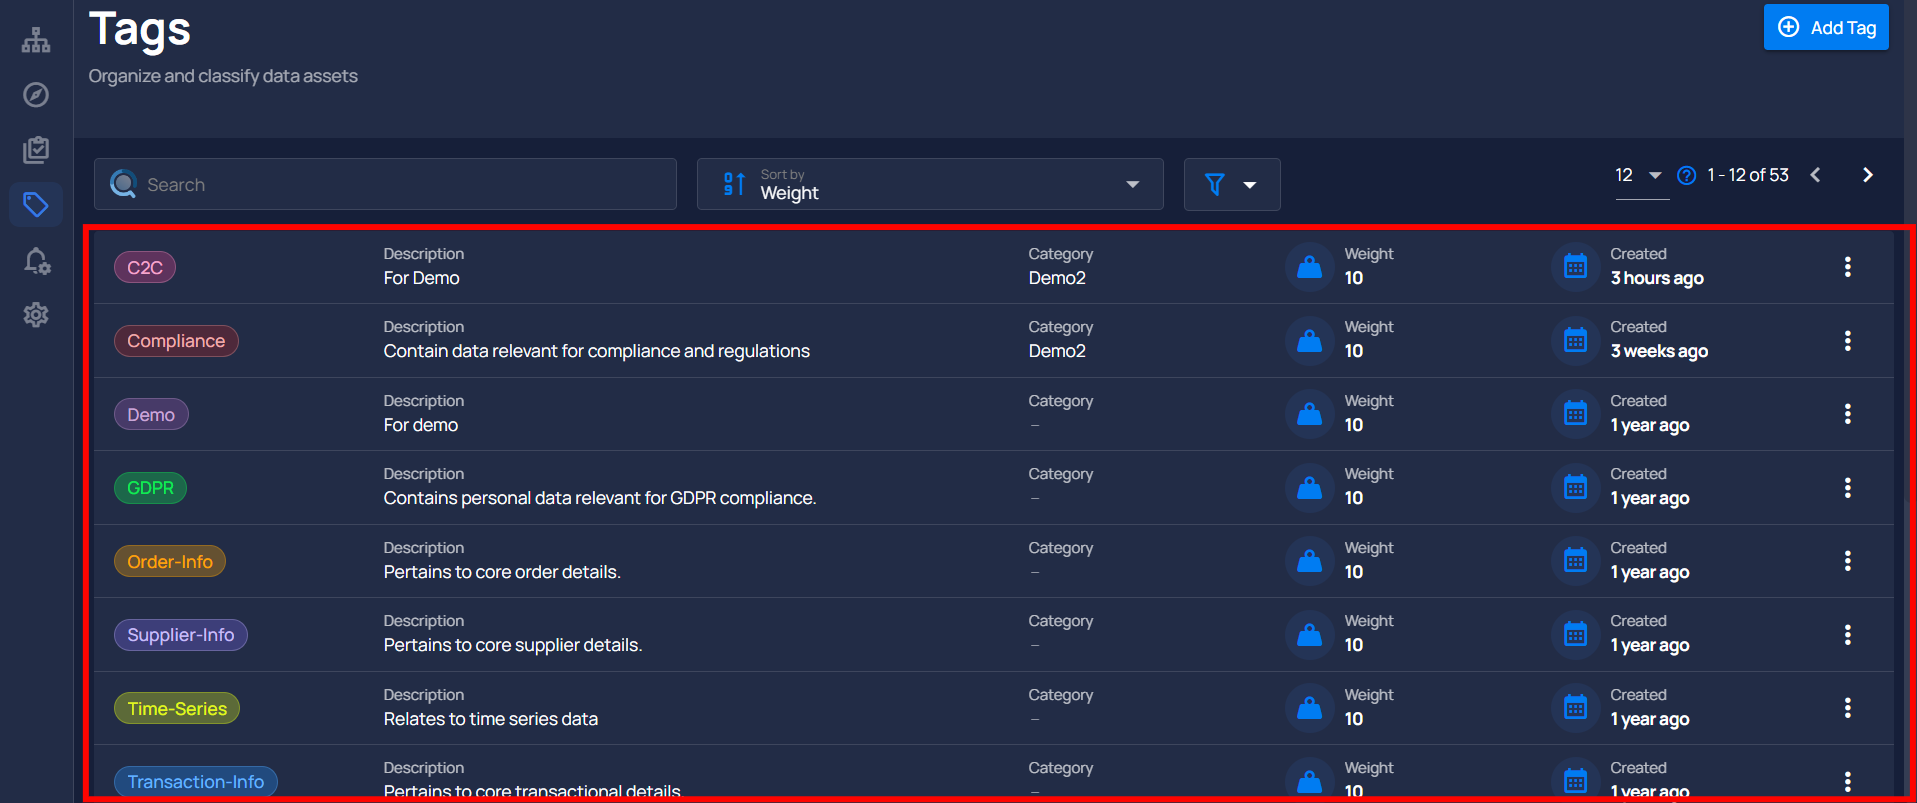 Tags
Add Tag
Organize and classify data assets
Search
Sort by
Weight
12
1 - 12 of 53
C2C
Description
For Demo
Category
Demo2
Weight
10
Created
3 hours ago
Compliance
Description
Contain data relevant for compliance and regulations
Category
Demo2
Weight
10
Created
3 weeks ago
Demo
Description
For demo
Category
–
Weight
10
Created
1 year ago
GDPR
Description
Contains personal data relevant for GDPR compliance.
Category
–
Weight
10
Created
1 year ago
Order-Info
Description
Pertains to core order details.
Category
–
Weight
10
Created
1 year ago
Supplier-Info
Description
Pertains to core supplier details.
Category
–
Weight
10
Created
1 year ago
Time-Series
Description
Relates to time series data
Category
–
Weight
10
Created
1 year ago
Transaction-Info
Description
Pertains to core transactional details.
Category
–
Weight
10
Created
1 year ago